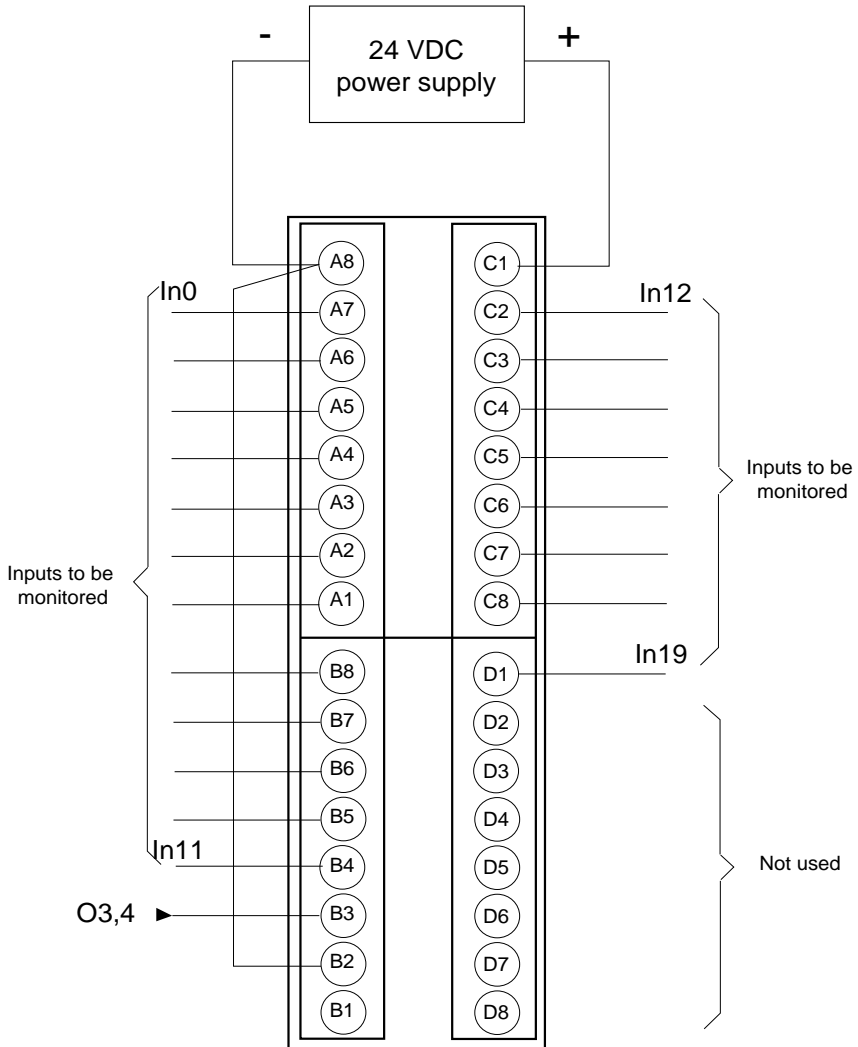 -
24 VDC
power supply
+
A8
C1
In0
In12
A7
C2
A6
C3
A5
C4
A4
C5
Inputs to be
monitored
A3
C6
A2
C7
Inputs to be
monitored
A1
C8
In19
B8
D1
B7
D2
B6
D3
B5
D4
In11
B4
D5
Not used
O3,4
B3
D6
B2
D7
B1
D8